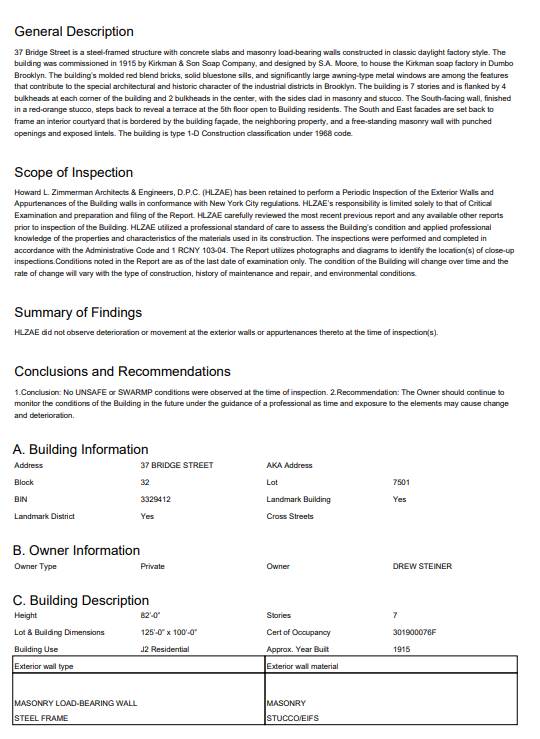 General Description
37 Bridge Street is a steel-framed structure with concrete slabs and masonry load-bearing walls constructed in classic daylight factory style. The
building was commissioned in 1915 by Kirkman & Son Soap Company, and designed by S.A. Moore, to house the Kirkman soap factory in Dumbo
Brooklyn. The building's molded red blend bricks, solid bluestone sills, and significantly large awning-type metal windows are among the features
that contribute to the special architectural and historic character of the industrial districts in Brooklyn. The building is 7 stories and is flanked by 4
bulkheads at each corner of the building and 2 bulkheads in the center, with the sides clad in masonry and stucco. The South-facing wall, finished
in a red-orange stucco, steps back to reveal a terrace at the 5th floor open to Building residents. The South and East facades are set back to
frame an interior courtyard that is bordered by the building façade, the neighboring property, and a free-standing masonry wall with punched
openings and exposed lintels. The building is type 1-D Construction classification under 1968 code.
Scope of Inspection
Howard L. Zimmerman Architects & Engineers, D.P.C. (HLZAE) has been retained to perform a Periodic Inspection of the Exterior Walls and
Appurtenances of the Building walls in conformance with New York City regulations. HLZAE's responsibility is limited solely to that of Critical
Examination and preparation and filing of the Report. HLZAE carefully reviewed the most recent previous report and any available other reports
prior to inspection of the Building. HLZAE utilized a professional standard of care to assess the Building's condition and applied professional
knowledge of the properties and characteristics of the materials used in its construction. The inspections were performed and completed in
accordance with the Administrative Code and 1 RCNY 103-04. The Report utilizes photographs and diagrams to identify the location(s) of close-up
inspections.Conditions noted in the Report are as of the last date of examination only. The condition of the Building will change over time and the
rate of change will vary with the type of construction, history of maintenance and repair, and environmental conditions.
Summary of Findings
HLZAE did not observe deterioration or movement at the exterior walls or appurtenances thereto at the time of inspection(s).
Conclusions and Recommendations
1.Conclusion: No UNSAFE or SWARMP conditions were observed at the time of inspection. 2.Recommendation: The Owner should continue to
monitor the conditions of the Building in the future under the guidance of a professional as time and exposure to the elements may cause change
and deterioration.
A. Building Information
Address 37 BRIDGE STREET AKA Address
Block 32 Lot 7501
BIN 3329412 Landmark Building Yes
Landmark District Yes Cross Streets
B. Owner Information
Owner Type Private Owner DREW STEINER
C. Building Description
Height 82'-0" Stories 7
Lot & Building Dimensions 125'-0" x 100'-0" Cert of Occupancy 301900076F
Building Use J2 Residential Approx. Year Built 1915
Exterior wall type Exterior wall material
MASONRY LOAD-BEARING WALL MASONRY
STEEL FRAME STUCCO/EIFS